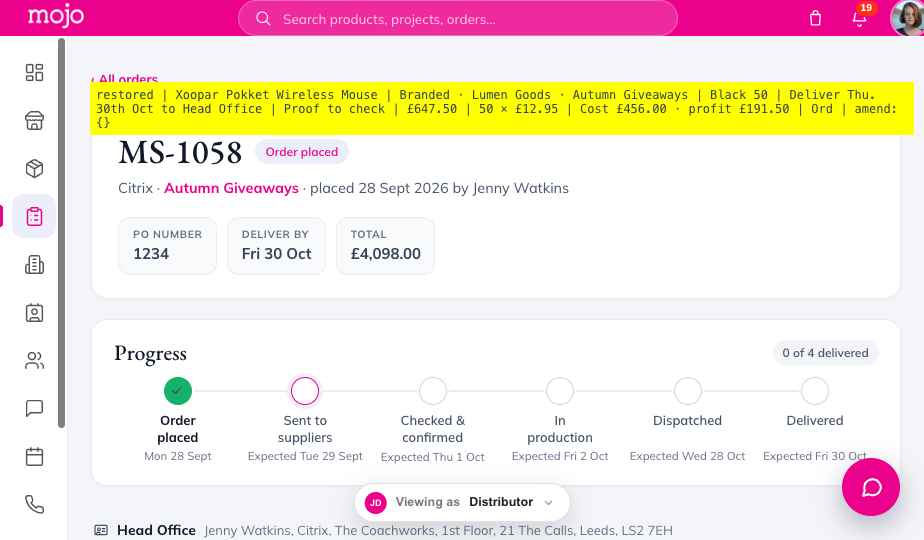 mojo
Search products, projects, orders...
19
‹ All orders
restored | Xoopar Pokket Wireless Mouse | Branded · Lumen Goods · Autumn Giveaways | Black 50 | Deliver Thu.
30th Oct to Head Office | Proof to check | £647.50 | 50 × £12.95 | Cost £456.00 · profit £191.50 | Ord | amend:
{}
MS-1058 Order placed
Citrix · Autumn Giveaways · placed 28 Sept 2026 by Jenny Watkins
PO NUMBER DELIVER BY TOTAL
1234 Fri 30 Oct £4,098.00
Progress 0 of 4 delivered
Order Sent to Checked & In Dispatched Delivered
placed suppliers confirmed production
Mon 28 Sept Expected Tue 29 Sept Expected Thu 1 Oct Expected Fri 2 Oct Expected Wed 28 Oct Expected Fri 30 Oct
JD Viewing as Distributor
Head Office Jenny Watkins, Citrix, The Coachworks, 1st Floor, 21 The Calls, Leeds, LS2 7EH